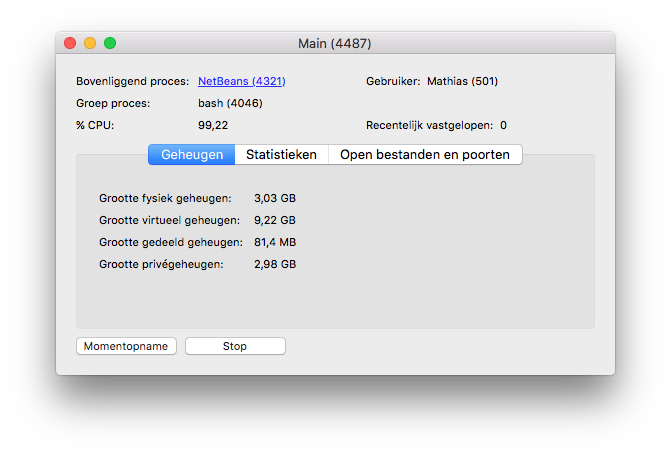 Main (4487)
Bovenliggend proces: NetBeans (4321) Gebruiker: Mathias (501)
Groep proces: bash (4046)
% CPU: 99,22 Recentelijk vastgelopen: 0
Geheugen Statistieken Open bestanden en poorten
Grootte fysiek geheugen: 3,03 GB
Grootte virtueel geheugen: 9,22 GB
Grootte gedeeld geheugen: 81,4 MB
Grootte privégeheugen: 2,98 GB
Momentopname Stop